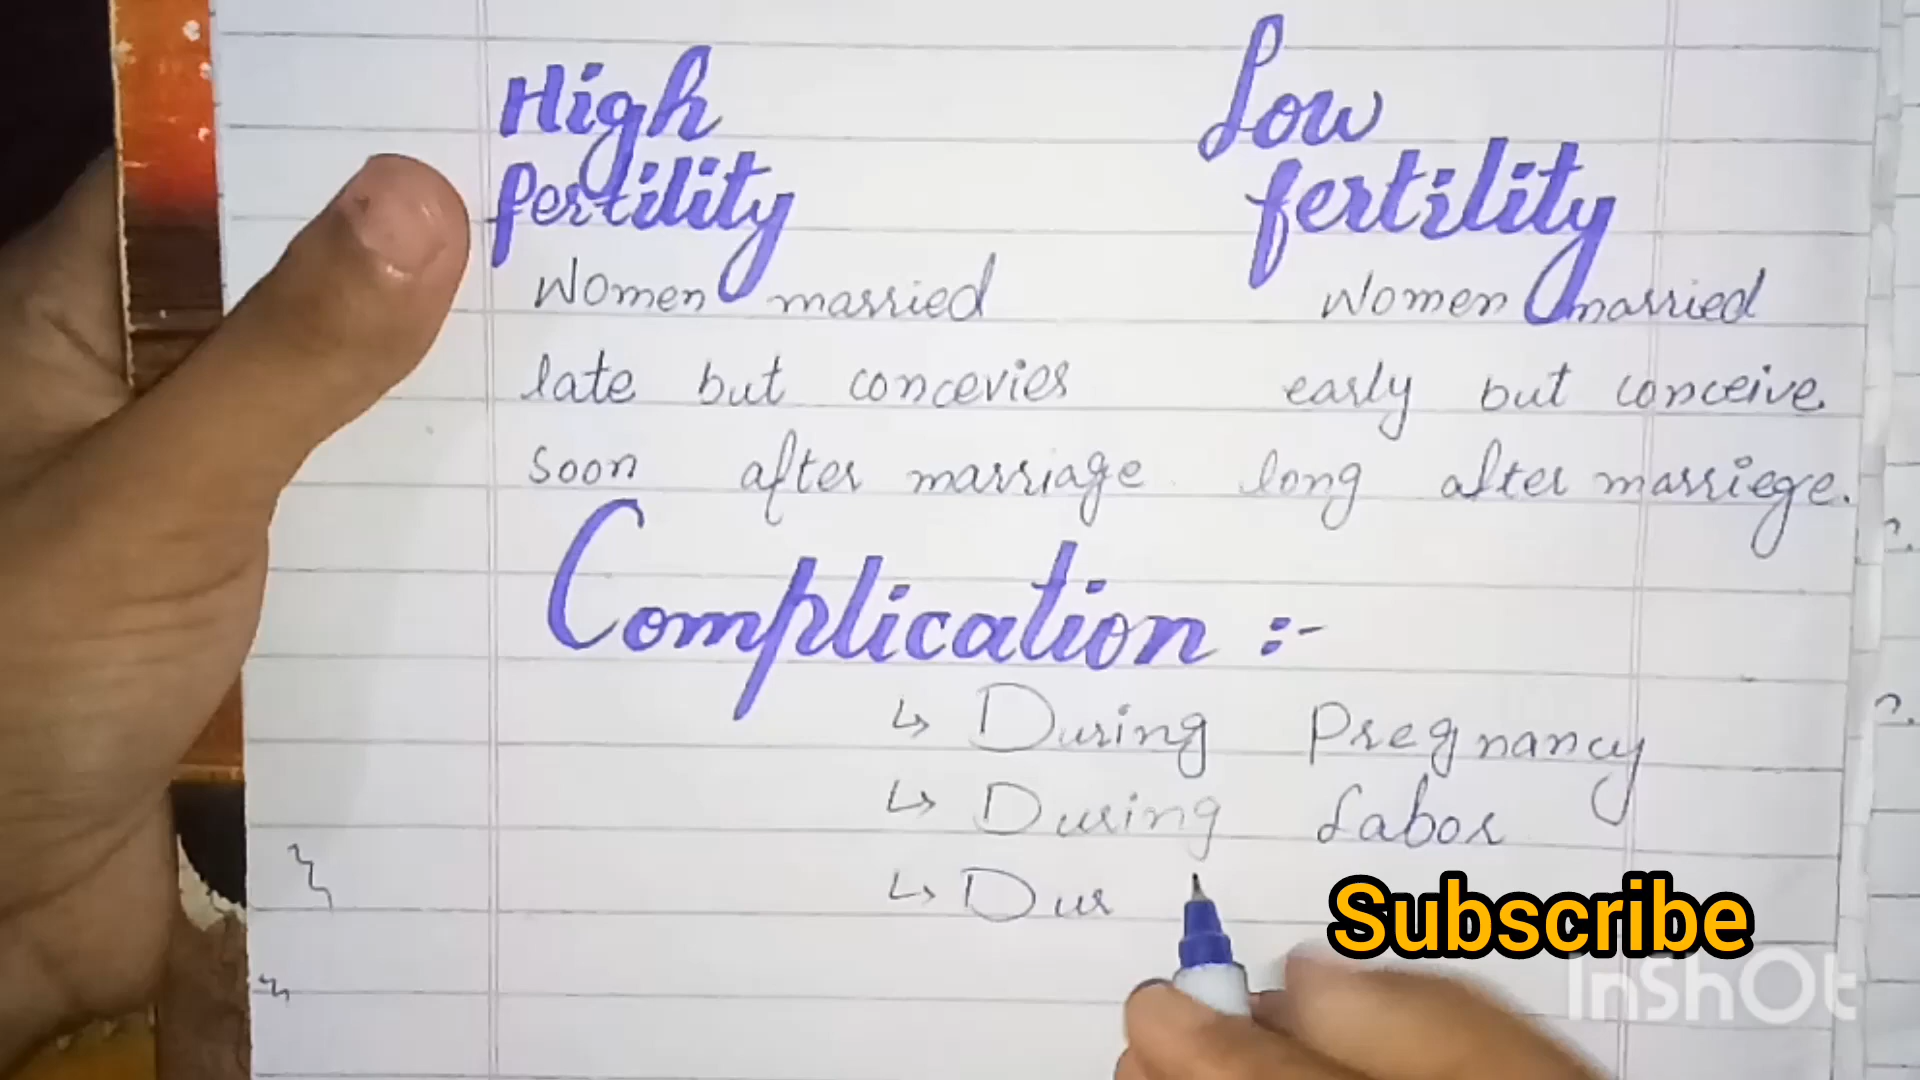 High
fertility
Women married
late but concevies
soon after marriage
Low
fertility
Women married
early but conceive
long after marriege.
Complication :-
↳ During Pregnancy
↳ During Labor
↳ Dur
Subscribe
InShOt